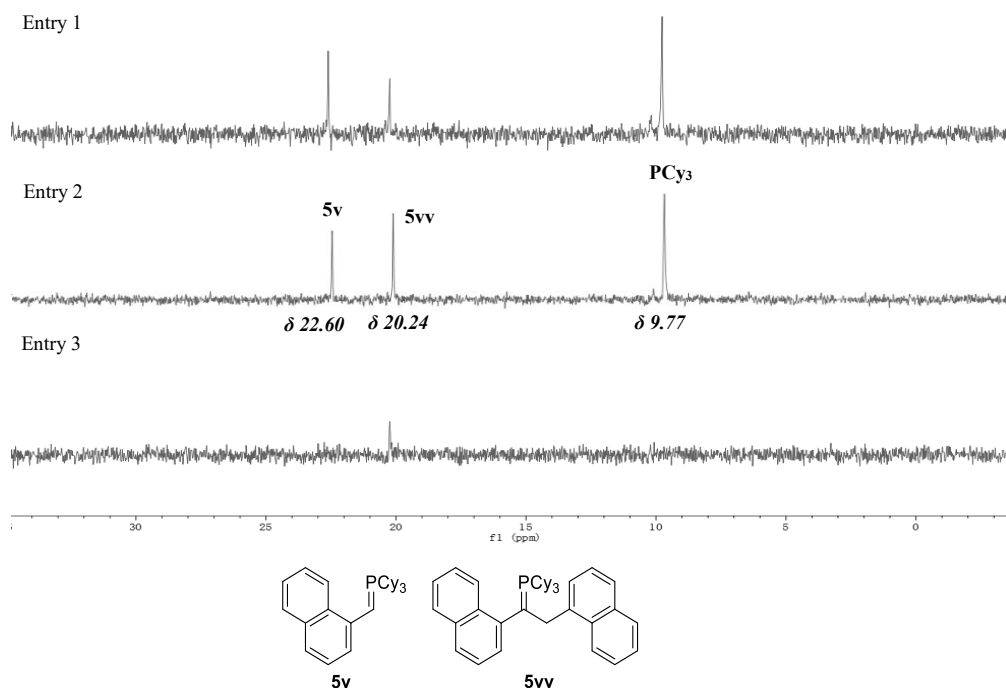 Entry 1
Entry 2
PCy₃
5v
5vv
δ 22.60
δ 20.24
δ 9.77
Entry 3
30
25
20
15
10
5
0
f1 (ppm)
PCy₃
PCy₃
5v
5vv